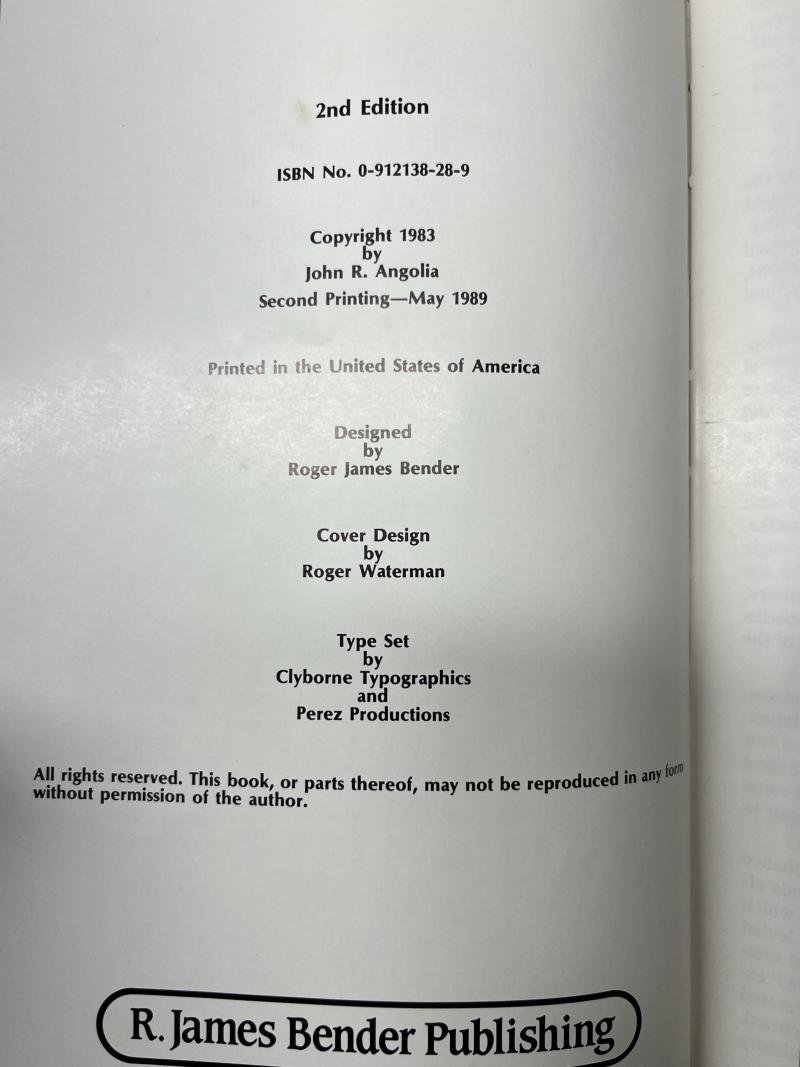 2nd Edition
ISBN No. 0-912138-28-9
Copyright 1983
by
John R. Angolia
Second Printing—May 1989
Printed in the United States of America
Designed
by
Roger James Bender
Cover Design
by
Roger Waterman
Type Set
by
Clyborne Typographics
and
Perez Productions
All rights reserved. This book, or parts thereof, may not be reproduced in any form
without permission of the author.
R. James Bender Publishing